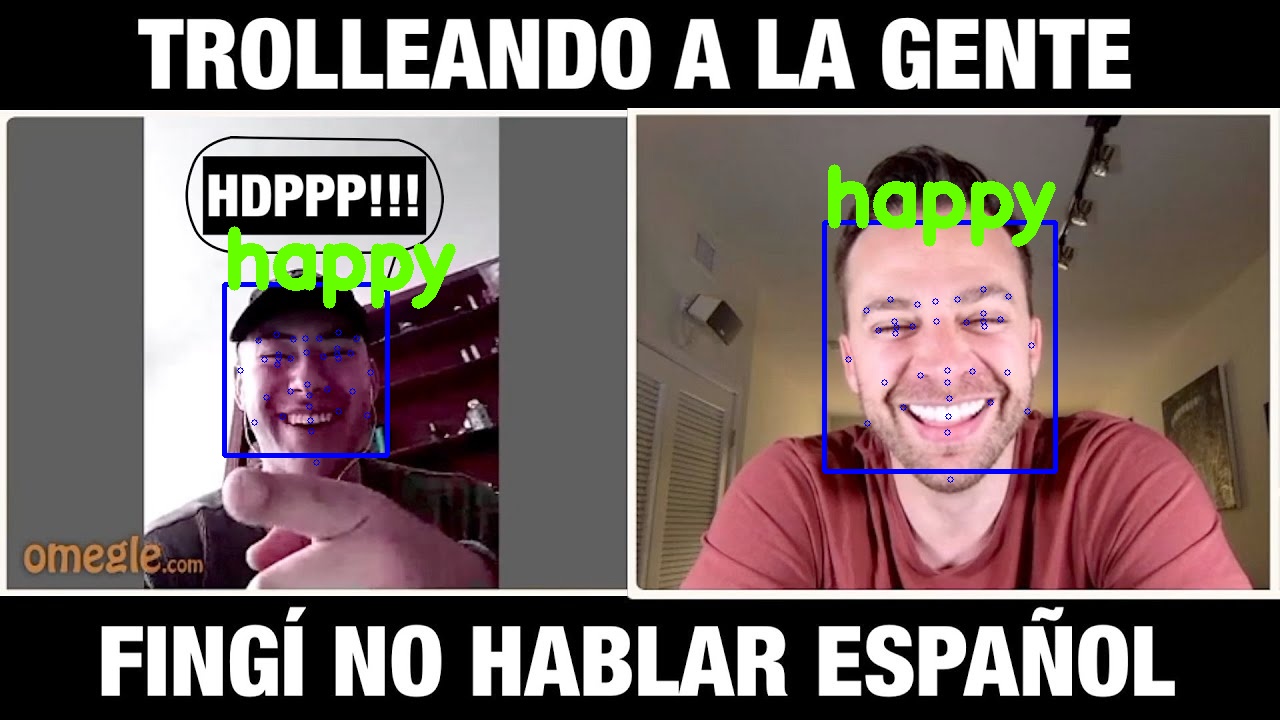 TROLLEANDO A LA GENTE
HDPPP!!!
happy
happy
omegle.com
FINGÍ NO HABLAR ESPAÑOL